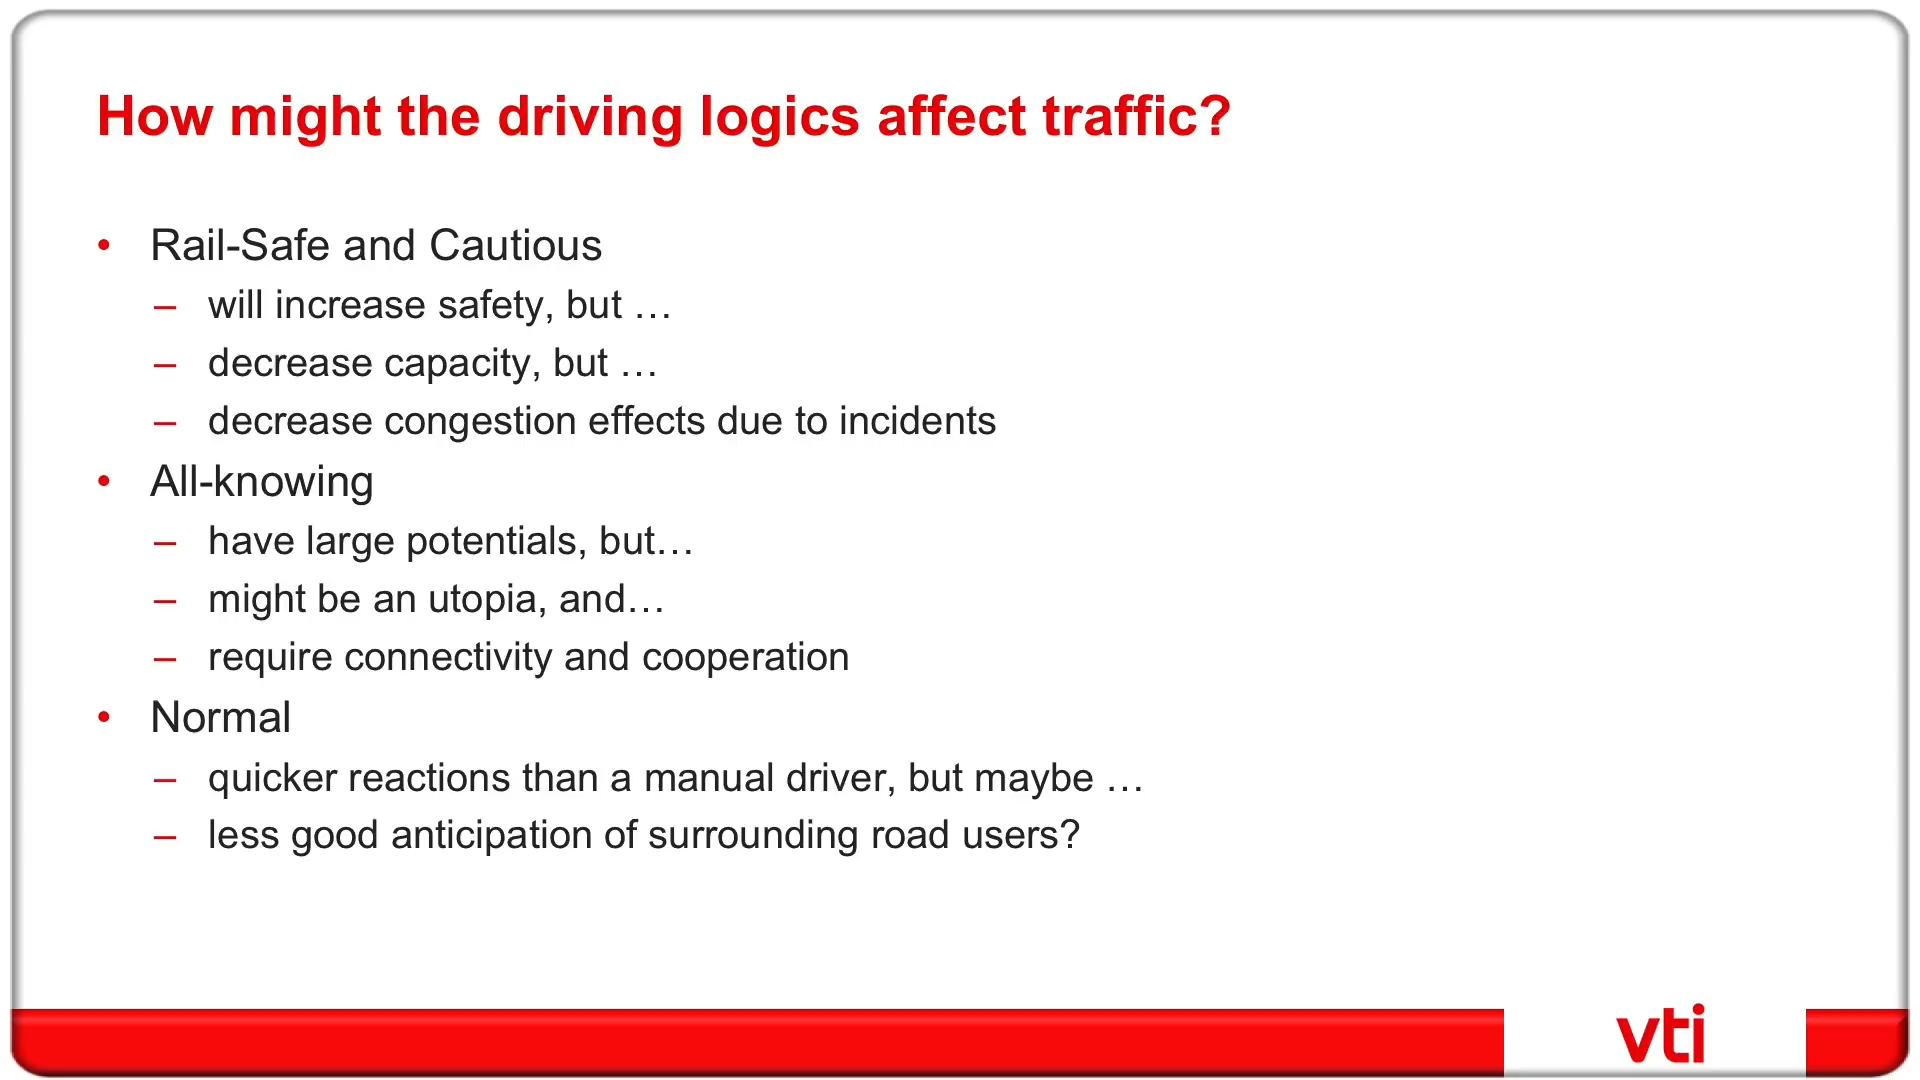 How might the driving logics affect traffic?
• Rail-Safe and Cautious
– will increase safety, but …
– decrease capacity, but …
– decrease congestion effects due to incidents
• All-knowing
– have large potentials, but…
– might be an utopia, and…
– require connectivity and cooperation
• Normal
– quicker reactions than a manual driver, but maybe …
– less good anticipation of surrounding road users?
vti